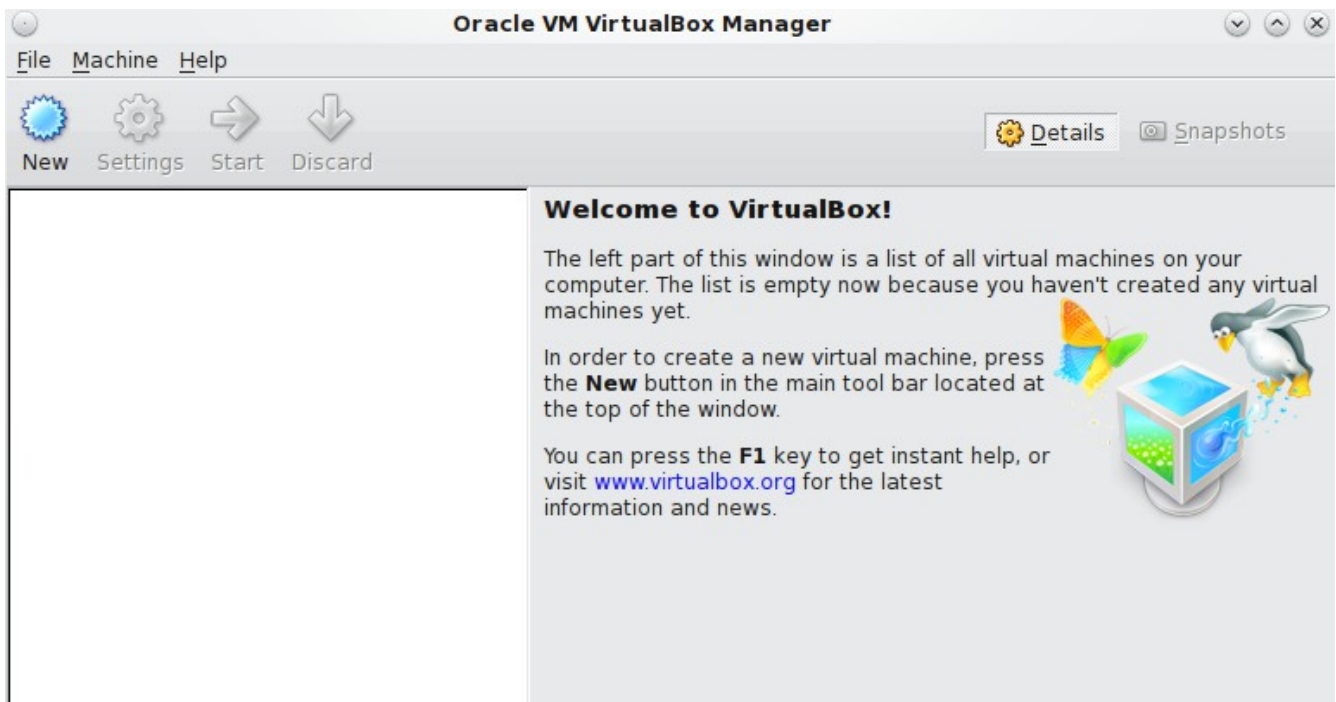 Oracle VM VirtualBox Manager
File Machine Help
New Settings Start Discard
Details Snapshots
Welcome to VirtualBox!
The left part of this window is a list of all virtual machines on your
computer. The list is empty now because you haven't created any virtual
machines yet.
In order to create a new virtual machine, press
the New button in the main tool bar located at
the top of the window.
You can press the F1 key to get instant help, or
visit www.virtualbox.org for the latest
information and news.